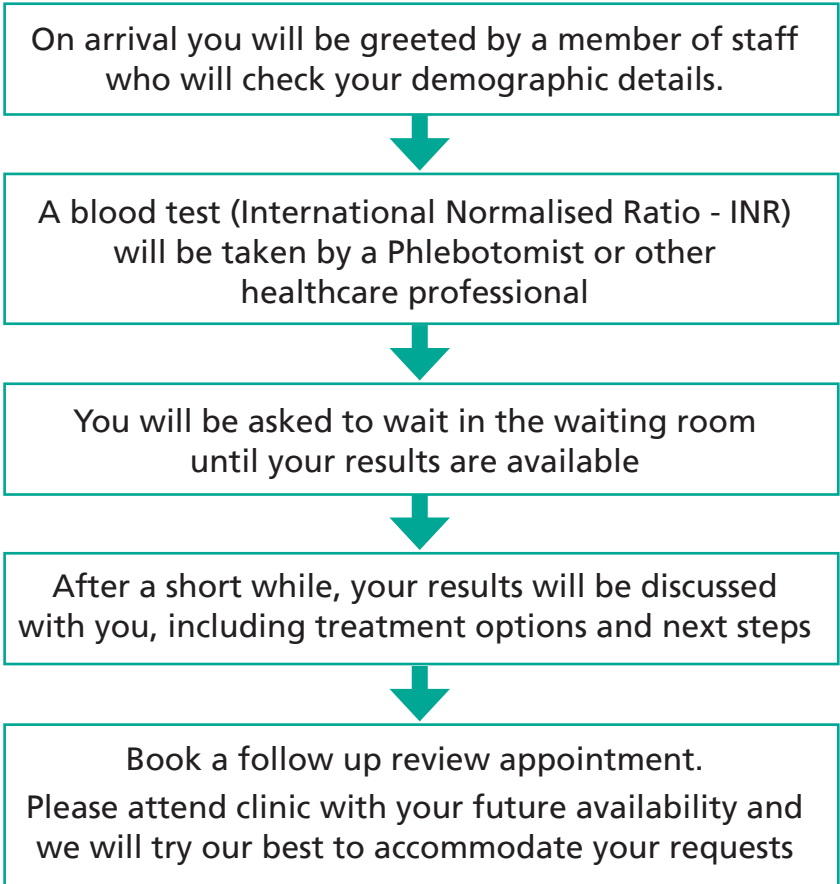 On arrival you will be greeted by a member of staff
who will check your demographic details.
A blood test (International Normalised Ratio - INR)
will be taken by a Phlebotomist or other
healthcare professional
You will be asked to wait in the waiting room
until your results are available
After a short while, your results will be discussed
with you, including treatment options and next steps
Book a follow up review appointment.
Please attend clinic with your future availability and
we will try our best to accommodate your requests